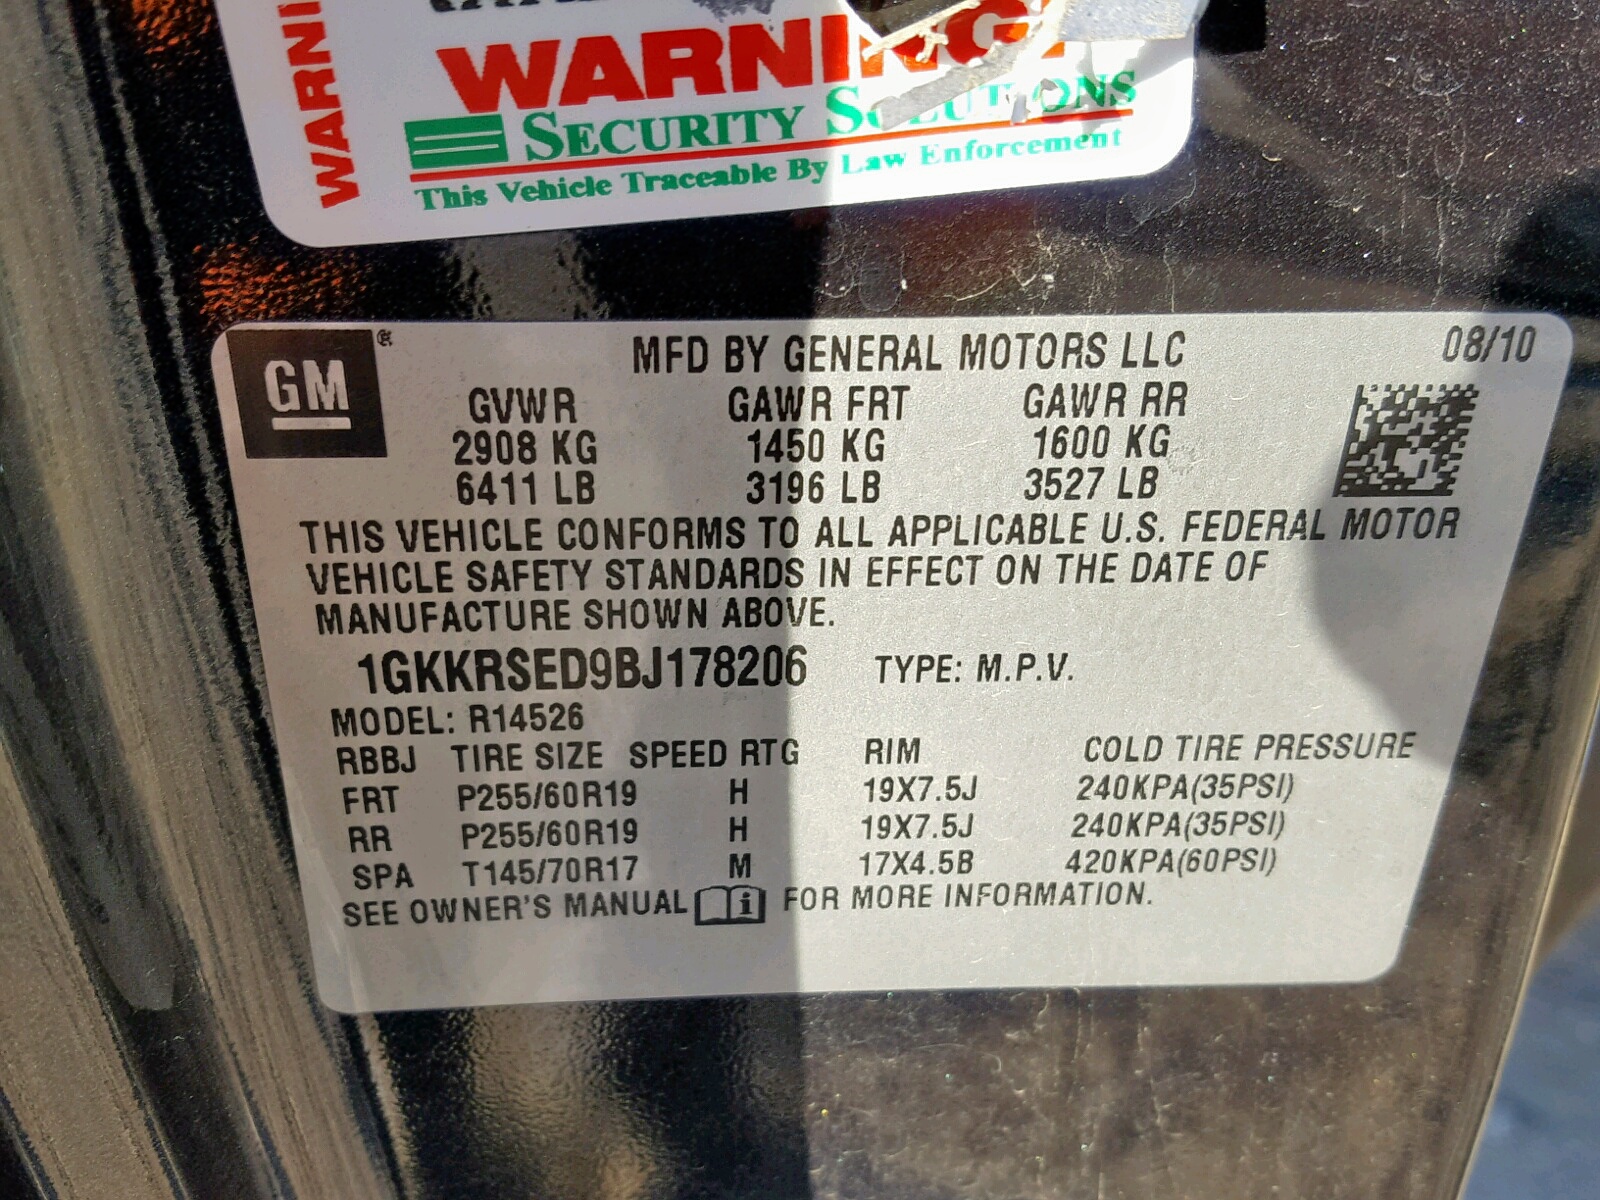 WARNING!
SECURITY SOLUTIONS
This Vehicle Traceable By Law Enforcement
GM
MFD BY GENERAL MOTORS LLC 08/10
GVWR GAWR FRT GAWR RR
2908 KG 1450 KG 1600 KG
6411 LB 3196 LB 3527 LB
THIS VEHICLE CONFORMS TO ALL APPLICABLE U.S. FEDERAL MOTOR
VEHICLE SAFETY STANDARDS IN EFFECT ON THE DATE OF
MANUFACTURE SHOWN ABOVE.
1GKKRSED9BJ178206 TYPE: M.P.V.
MODEL: R14526
RBBJ TIRE SIZE SPEED RTG RIM COLD TIRE PRESSURE
FRT P255/60R19 H 19X7.5J 240KPA(35PSI)
RR P255/60R19 H 19X7.5J 240KPA(35PSI)
SPA T145/70R17 M 17X4.5B 420KPA(60PSI)
SEE OWNER'S MANUAL FOR MORE INFORMATION.